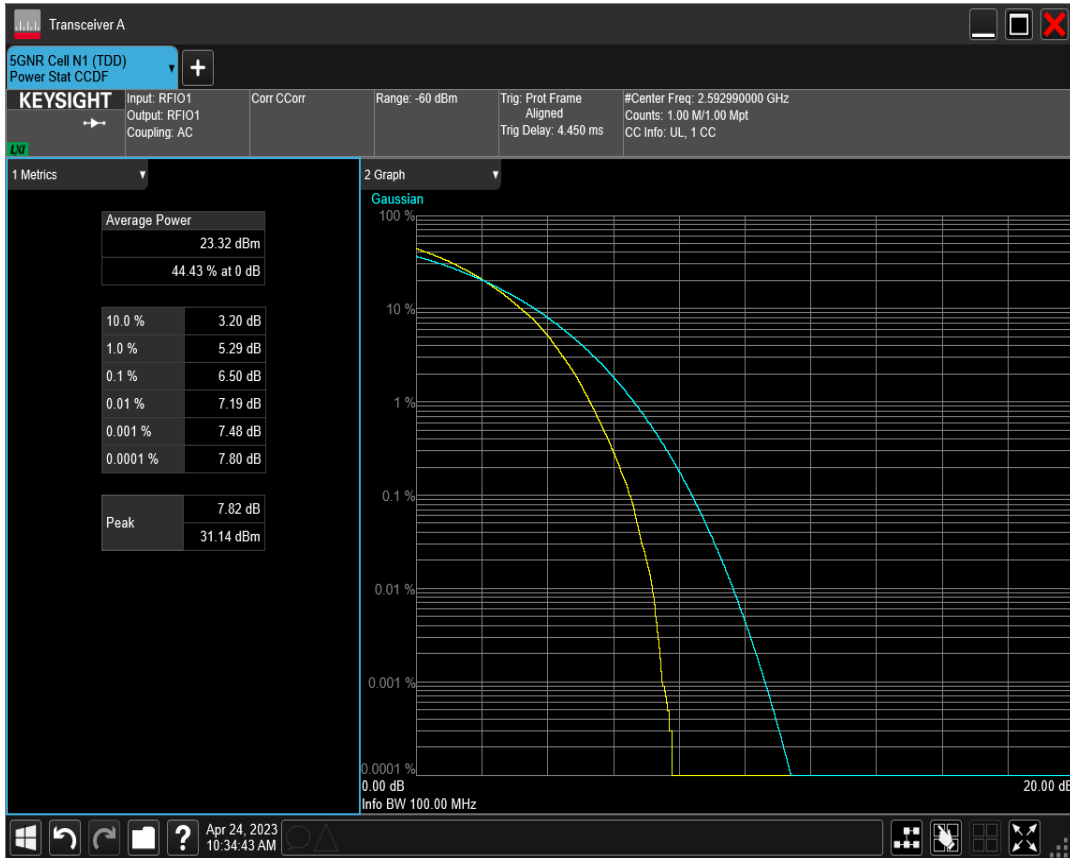 Transceiver A
5GNR Cell N1 (TDD)
Power Stat CCDF
+
KEYSIGHT
LXI
Input: RFIO1
Output: RFIO1
Coupling: AC
Corr CCorr
Range: -60 dBm
Trig: Prot Frame
Aligned
Trig Delay: 4.450 ms
#Center Freq: 2.592990000 GHz
Counts: 1.00 M/1.00 Mpt
CC Info: UL, 1 CC
1 Metrics
Average Power
23.32 dBm
44.43 % at 0 dB
10.0 % 3.20 dB
1.0 % 5.29 dB
0.1 % 6.50 dB
0.01 % 7.19 dB
0.001 % 7.48 dB
0.0001 % 7.80 dB
Peak
7.82 dB
31.14 dBm
2 Graph
Gaussian
100 %
10 %
1 %
0.1 %
0.01 %
0.001 %
0.0001 %
0.00 dB
20.00 dB
Info BW 100.00 MHz
?
Apr 24, 2023
10:34:43 AM